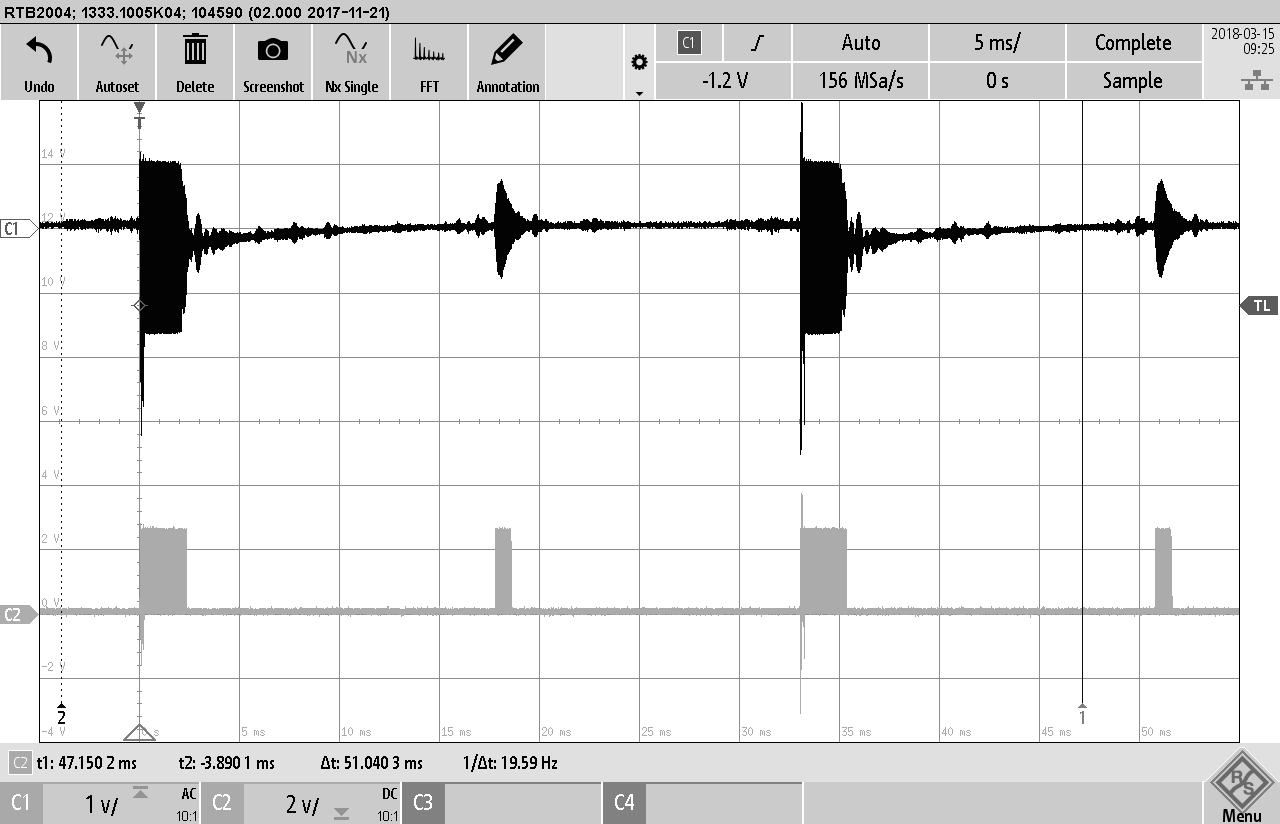 RTB2004; 1333.1005K04; 104590 (02.000 2017-11-21)
Undo Autoset Delete Screenshot Nx Single FFT Annotation
Nx
C1 Auto 5 ms/ Complete
-1.2 V 156 MSa/s 0 s Sample
2018-03-15
09:25
T
14 V
12 V
C1
10 V
TL
8 V
6 V
4 V
2 V
0 V
C2
-2 V
2
1
-4 V 0 s 5 ms 10 ms 15 ms 20 ms 25 ms 30 ms 35 ms 40 ms 45 ms 50 ms
C2 t1: 47.150 2 ms t2: -3.890 1 ms Δt: 51.040 3 ms 1/Δt: 19.59 Hz
C1 1 V/ AC 10:1 C2 2 V/ DC 10:1 C3 C4
R S
Menu